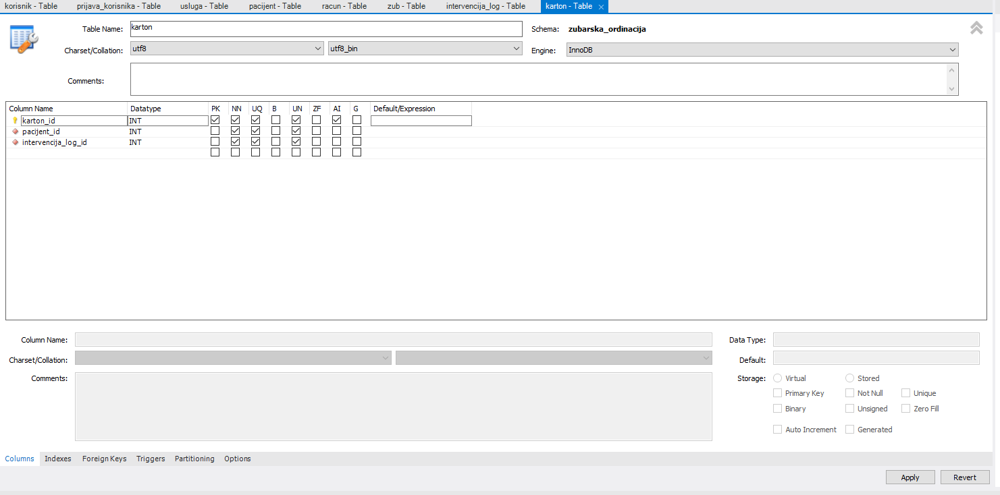 korisnik - Table prijava_korisnika - Table usluga - Table pacijent - Table racun - Table zub - Table intervencija_log - Table karton - Table
Table Name: karton Schema: zubarska_ordinacija
Charset/Collation: utf8 utf8_bin Engine: InnoDB
Comments:
Column Name Datatype PK NN UQ B UN ZF AI G Default/Expression
karton_id INT
pacijent_id INT
intervencija_log_id INT
Column Name: Data Type:
Charset/Collation: Default:
Comments: Storage: Virtual Stored
Primary Key Not Null Unique
Binary Unsigned Zero Fill
Auto Increment Generated
Columns Indexes Foreign Keys Triggers Partitioning Options
Apply Revert